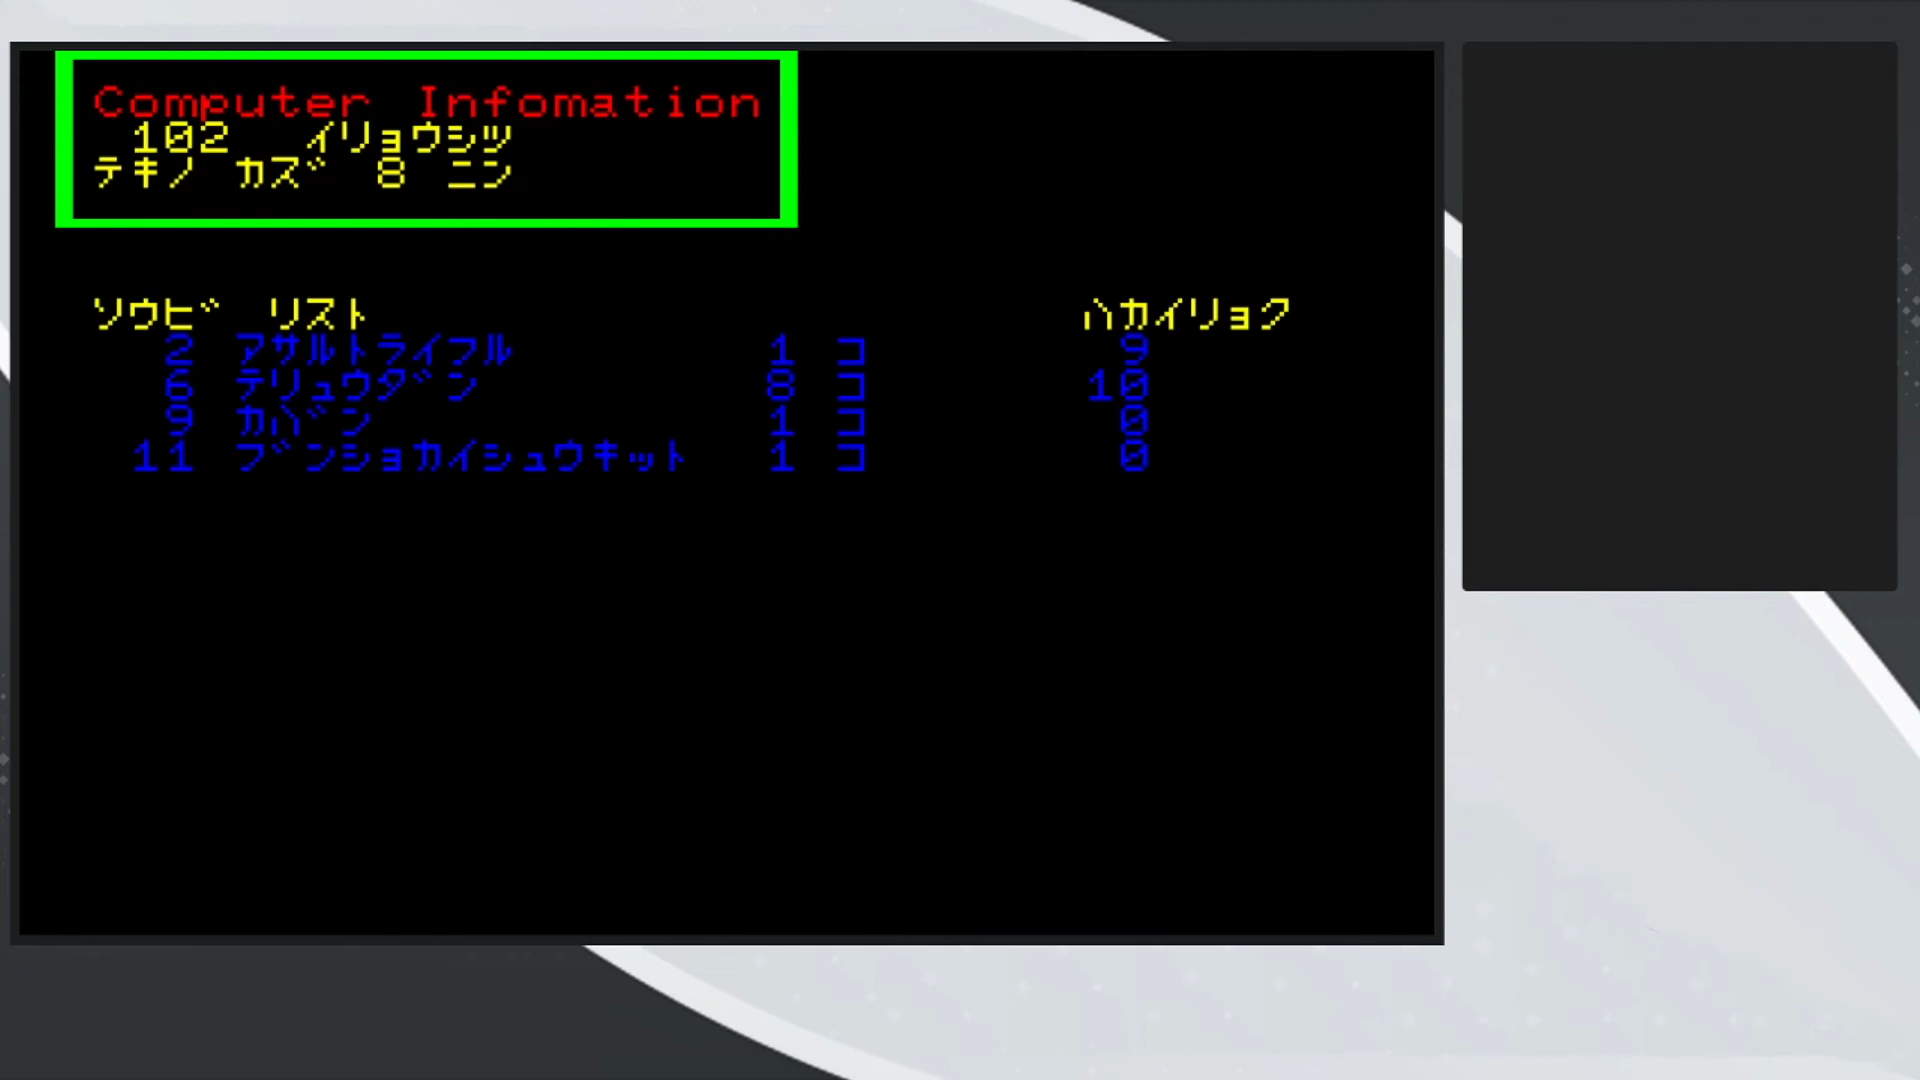 Computer Infomation
102 イリョウシツ
テキノ カズ 8 ニン
ソウビ リスト ハカイリョク
2 アサルトライフル 1 コ 9
6 テリュウダン 8 コ 10
9 カバン 1 コ 0
11 ブンショカイシュウキット 1 コ 0